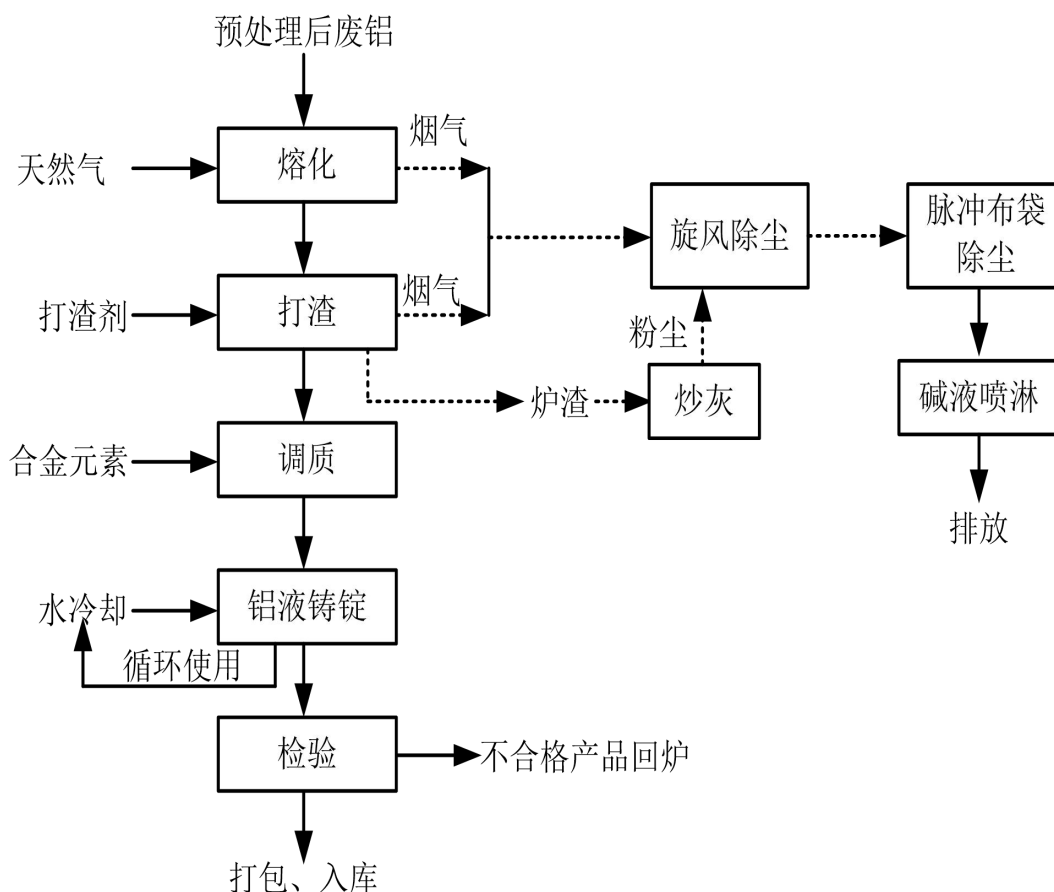 预处理后废铝
烟气
天然气
熔化
脉冲布袋
除尘
旋风除尘
烟气
打渣剂
打渣
粉尘
炉渣
炒灰
碱液喷淋
合金元素
调质
排放
水冷却
铝液铸锭
循环使用
检验
不合格产品回炉
打包、入库